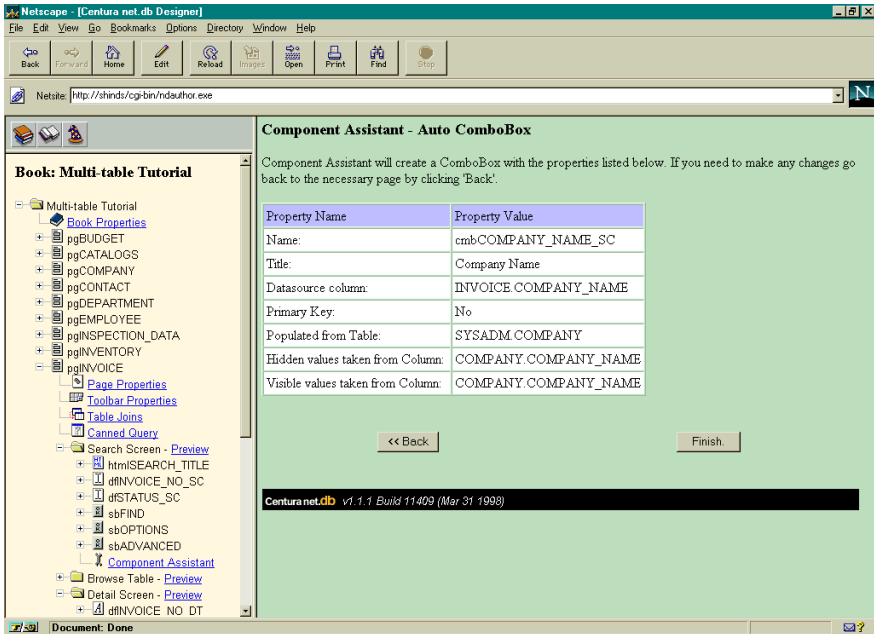 Netscape - [Centura net.db Designer]
File Edit View Go Bookmarks Options Directory Window Help
Back Forward Home Edit Reload Images Open Print Find Stop
Netsite: http://shinds/cgi-bin/ndauthor.exe
N
Book: Multi-table Tutorial
Multi-table Tutorial
Book Properties
pgBUDGET
pgCATALOGS
pgCOMPANY
pgCONTACT
pgDEPARTMENT
pgEMPLOYEE
pgINSPECTION_DATA
pgINVENTORY
pgINVOICE
Page Properties
Toolbar Properties
Table Joins
Canned Query
Search Screen - Preview
htmlSEARCH_TITLE
dfINVOICE_NO_SC
dfSTATUS_SC
sbFIND
sbOPTIONS
sbADVANCED
Component Assistant
Browse Table - Preview
Detail Screen - Preview
dfINVOICE_NO_DT
Component Assistant - Auto ComboBox
Component Assistant will create a ComboBox with the properties listed below. If you need to make any changes go
back to the necessary page by clicking 'Back'.
Property Name Property Value
Name: cmbCOMPANY_NAME_SC
Title: Company Name
Datasource column: INVOICE.COMPANY_NAME
Primary Key: No
Populated from Table: SYSADM.COMPANY
Hidden values taken from Column: COMPANY.COMPANY_NAME
Visible values taken from Column: COMPANY.COMPANY_NAME
<< Back Finish.
Centura net.db v1.1.1 Build 11409 (Mar 31 1998)
Document: Done